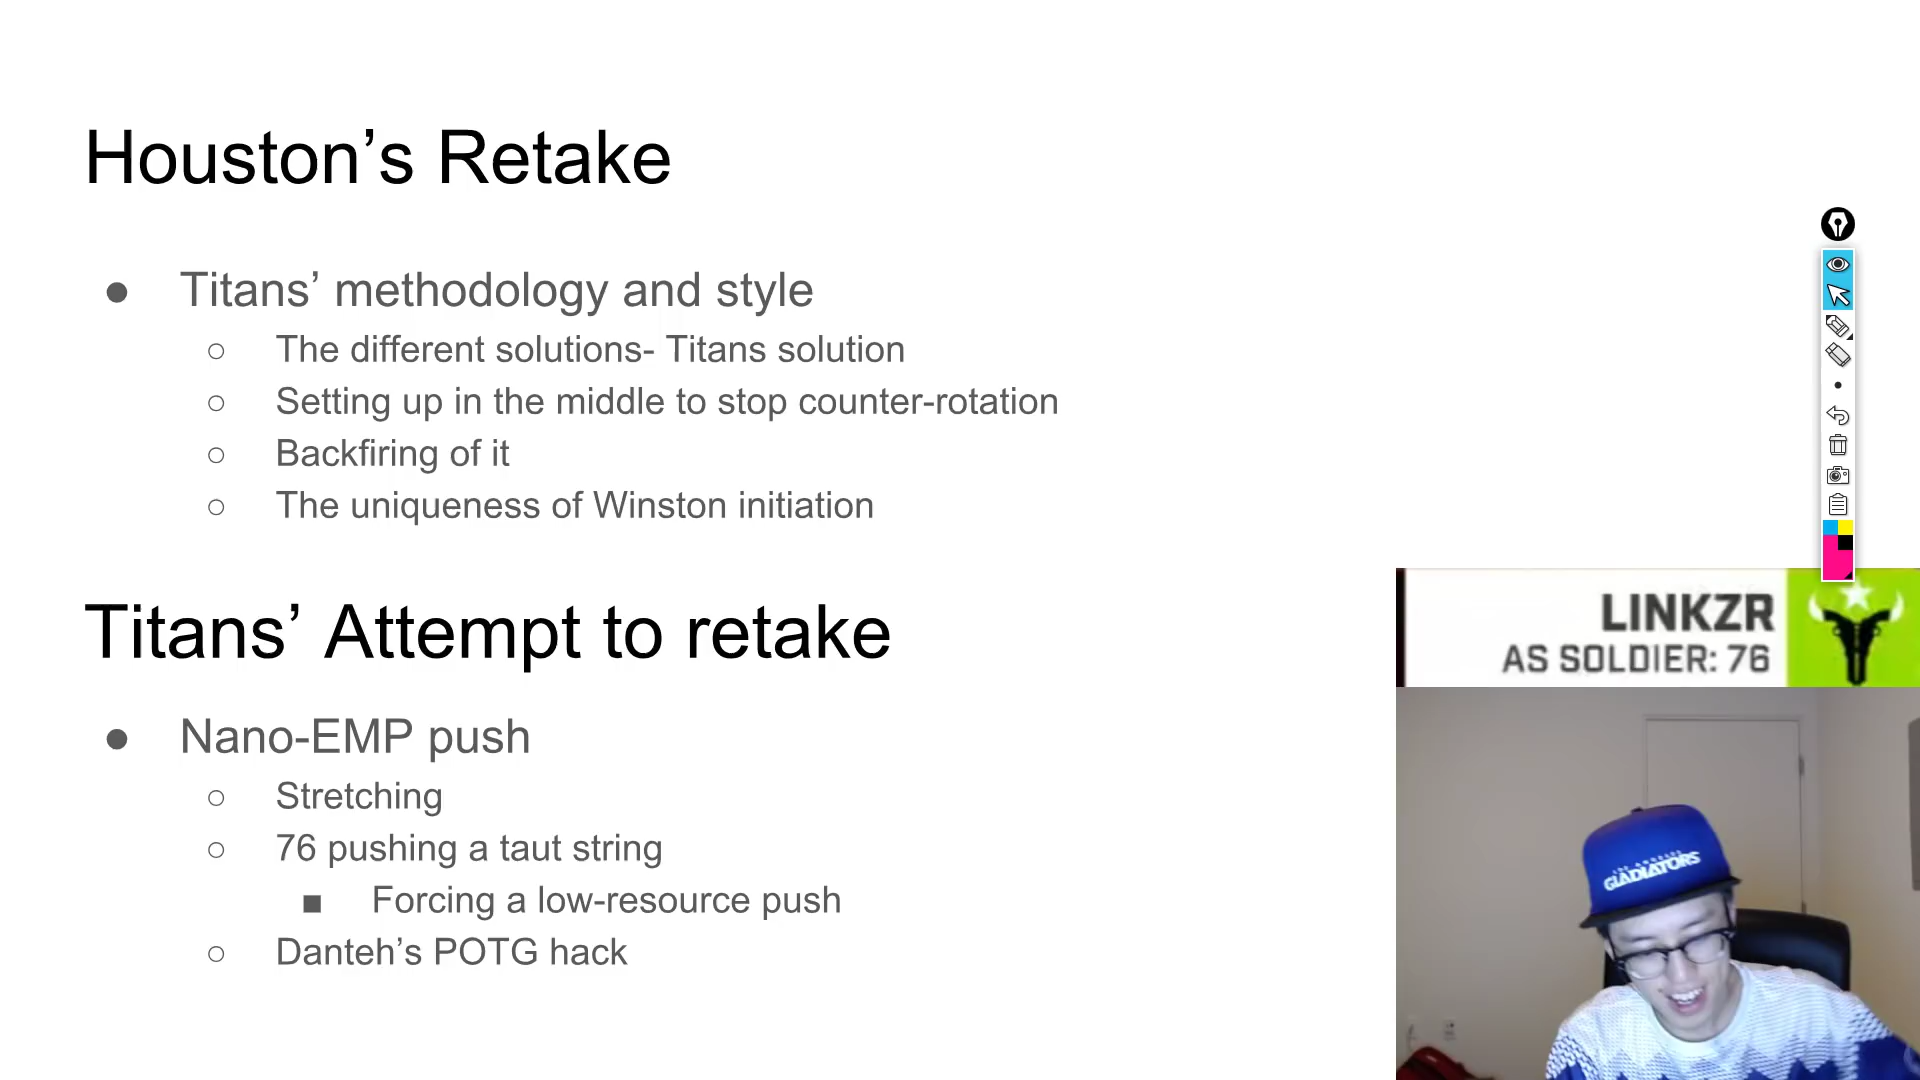 Houston’s Retake
● Titans’ methodology and style
○ The different solutions- Titans solution
○ Setting up in the middle to stop counter-rotation
○ Backfiring of it
○ The uniqueness of Winston initiation
Titans’ Attempt to retake
● Nano-EMP push
○ Stretching
○ 76 pushing a taut string
■ Forcing a low-resource push
○ Danteh’s POTG hack
LINKZR
AS SOLDIER: 76
LOS ANGELES
GLADIATORS